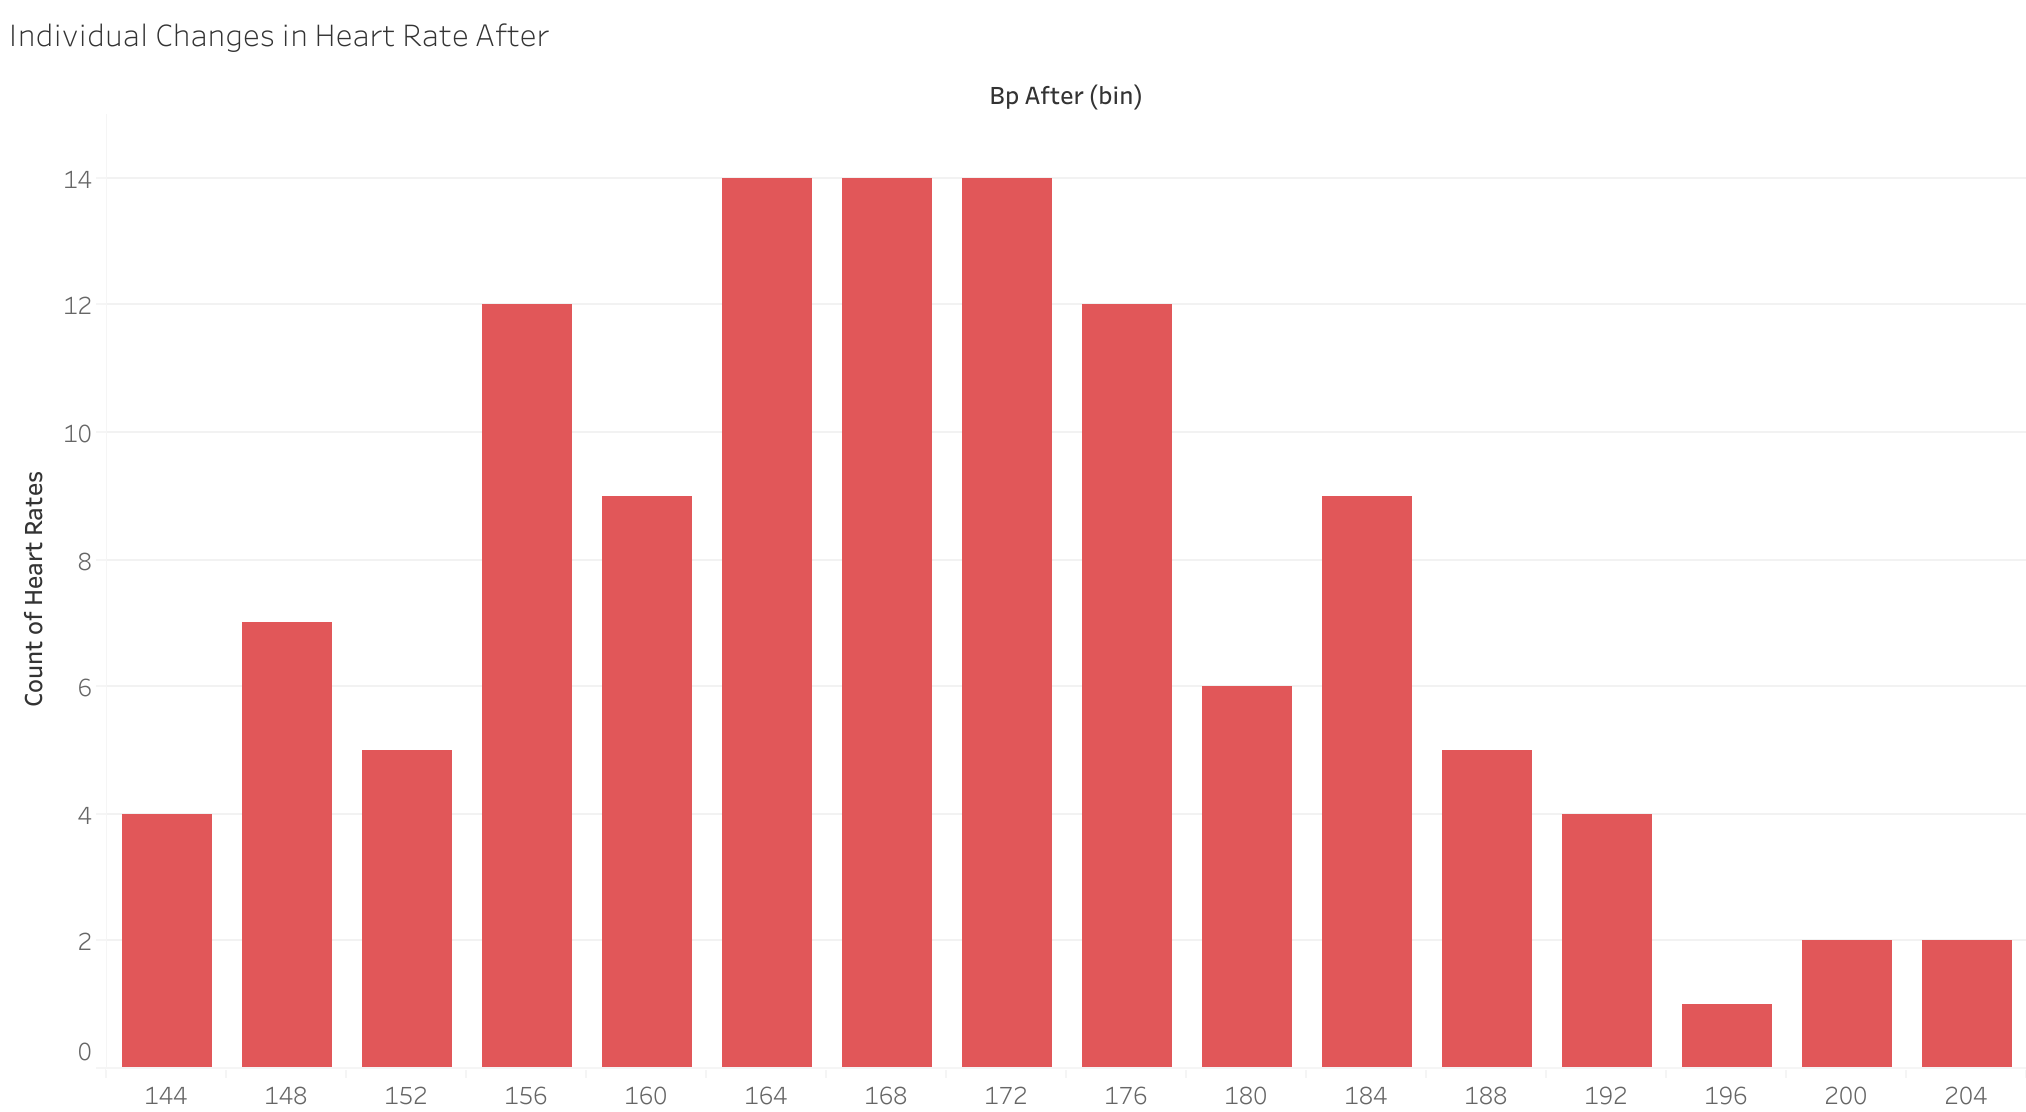 Individual Changes in Heart Rate After
Bp After (bin)
14
12
10
8
6
4
2
0
Count of Heart Rates
144 148 152 156 160 164 168 172 176 180 184 188 192 196 200 204